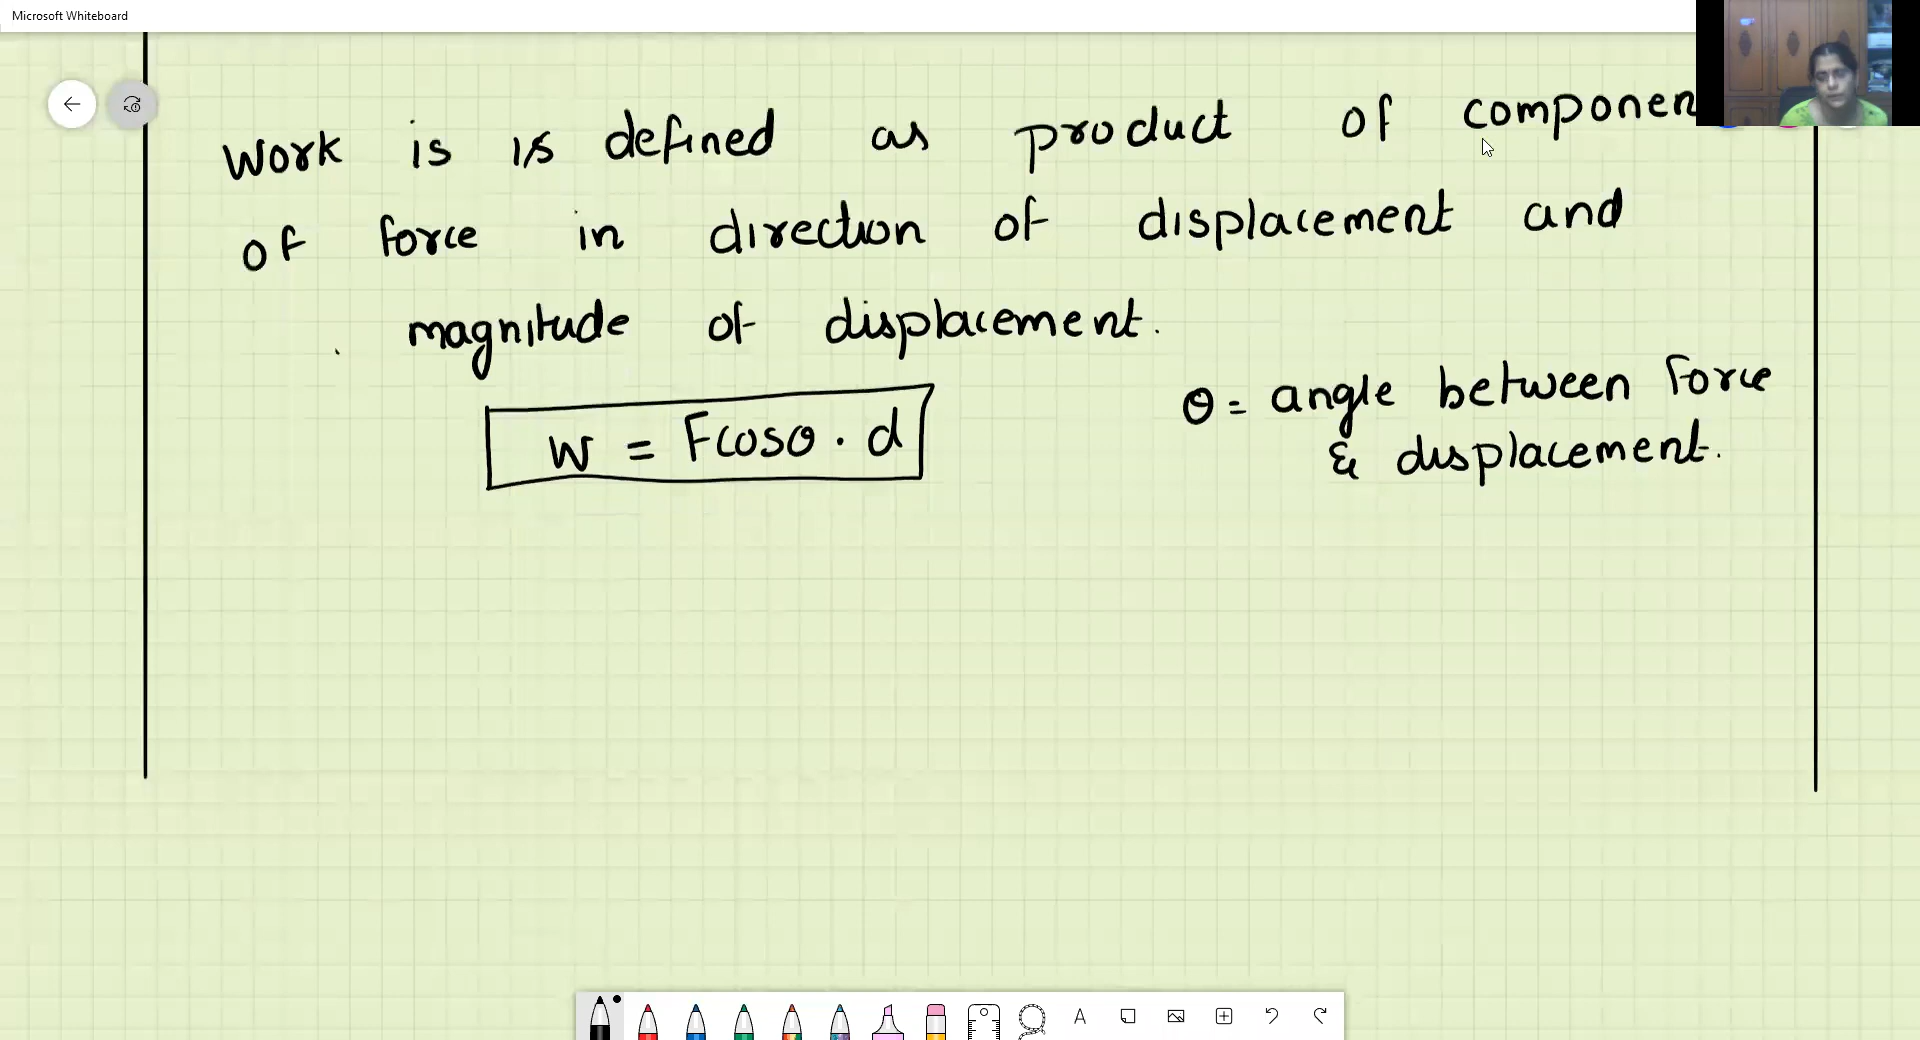 Microsoft Whiteboard
Work is is defined as product of componen
of force in direction of displacement and
magnitude of displacement.
θ = angle between Force
& displacement.
W = Fcosθ · d
A